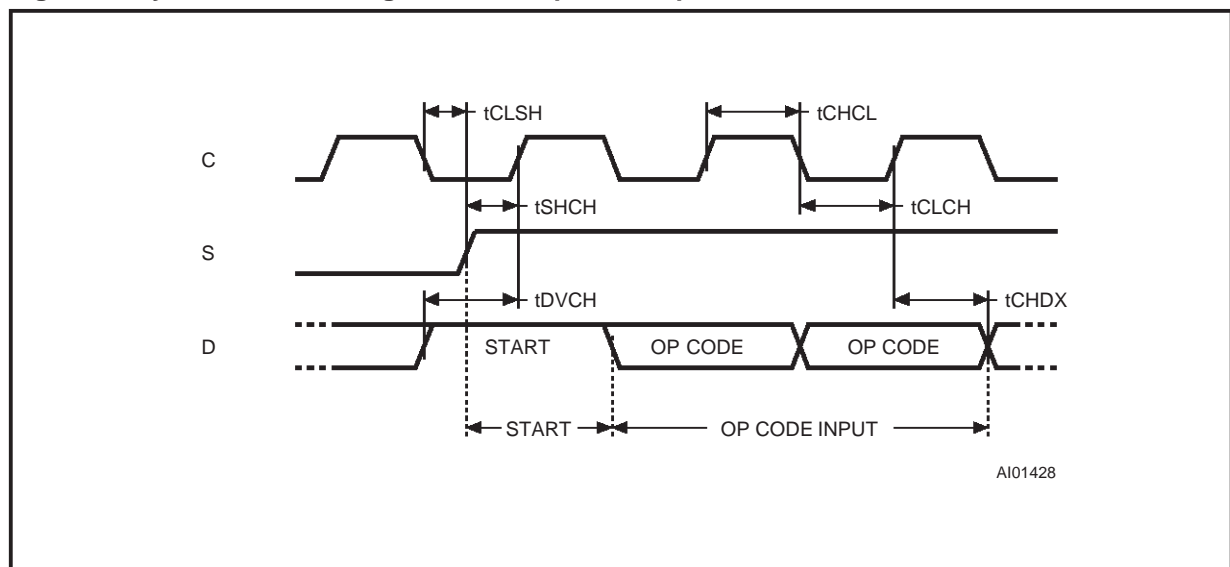 tCLSH
tCHCL
C
tSHCH
tCLCH
S
tDVCH
tCHDX
D
START
OP CODE
OP CODE
START
OP CODE INPUT
AI01428